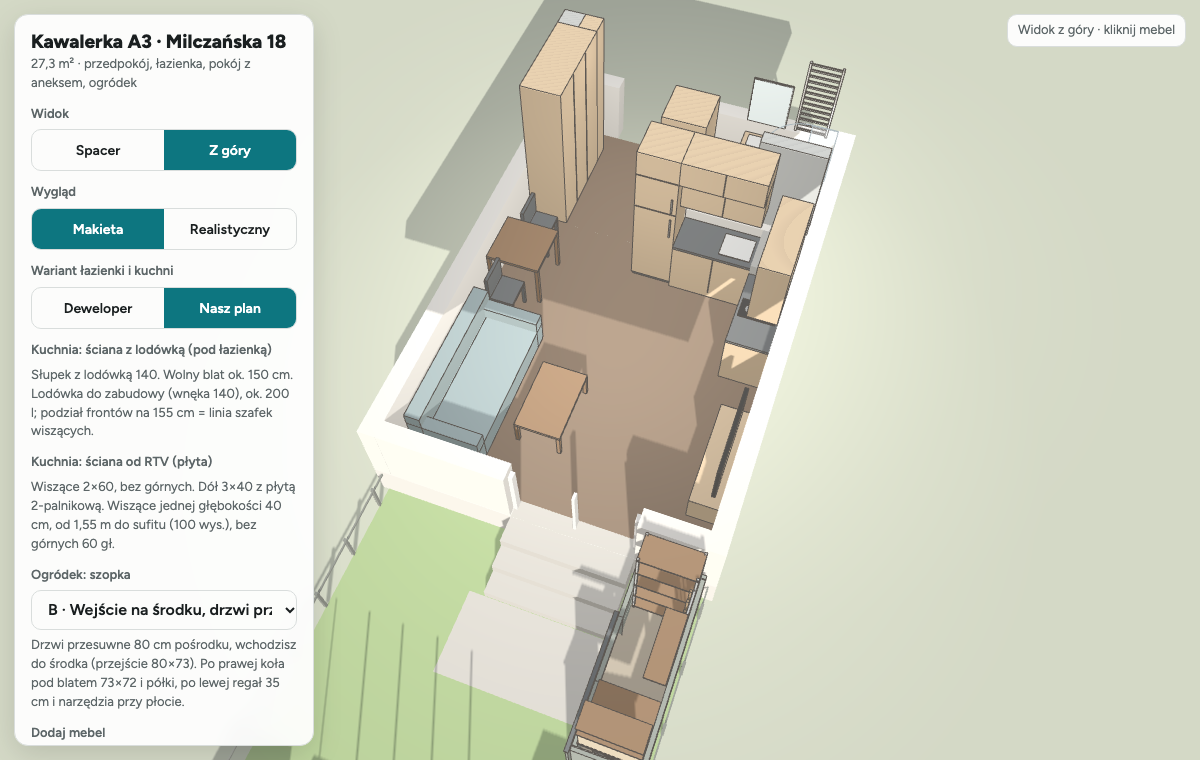 Kawalerka A3 · Milczańska 18
27,3 m² · przedpokój, łazienka, pokój z
aneksem, ogródek
Widok
Spacer
Z góry
Wygląd
Makieta
Realistyczny
Wariant łazienki i kuchni
Deweloper
Nasz plan
Kuchnia: ściana z lodówką (pod łazienką)
Słupek z lodówką 140. Wolny blat ok. 150 cm.
Lodówka do zabudowy (wnęka 140), ok. 200
l; podział frontów na 155 cm = linia szafek
wiszących.
Kuchnia: ściana od RTV (płyta)
Wiszące 2×60, bez górnych. Dół 3×40 z płytą
2-palnikową. Wiszące jednej głębokości 40
cm, od 1,55 m do sufitu (100 wys.), bez
górnych 60 gł.
Ogródek: szopka
B · Wejście na środku, drzwi prz
Drzwi przesuwne 80 cm pośrodku, wchodzisz
do środka (przejście 80×73). Po prawej koła
pod blatem 73×72 i półki, po lewej regał 35
cm i narzędzia przy płocie.
Dodaj mebel
Widok z góry · kliknij mebel